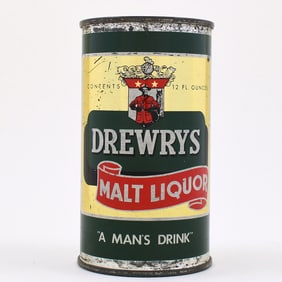 CONTENTS 12 FL. OUNCES
DREWRYS
MALT LIQUOR
"A MAN'S DRINK"